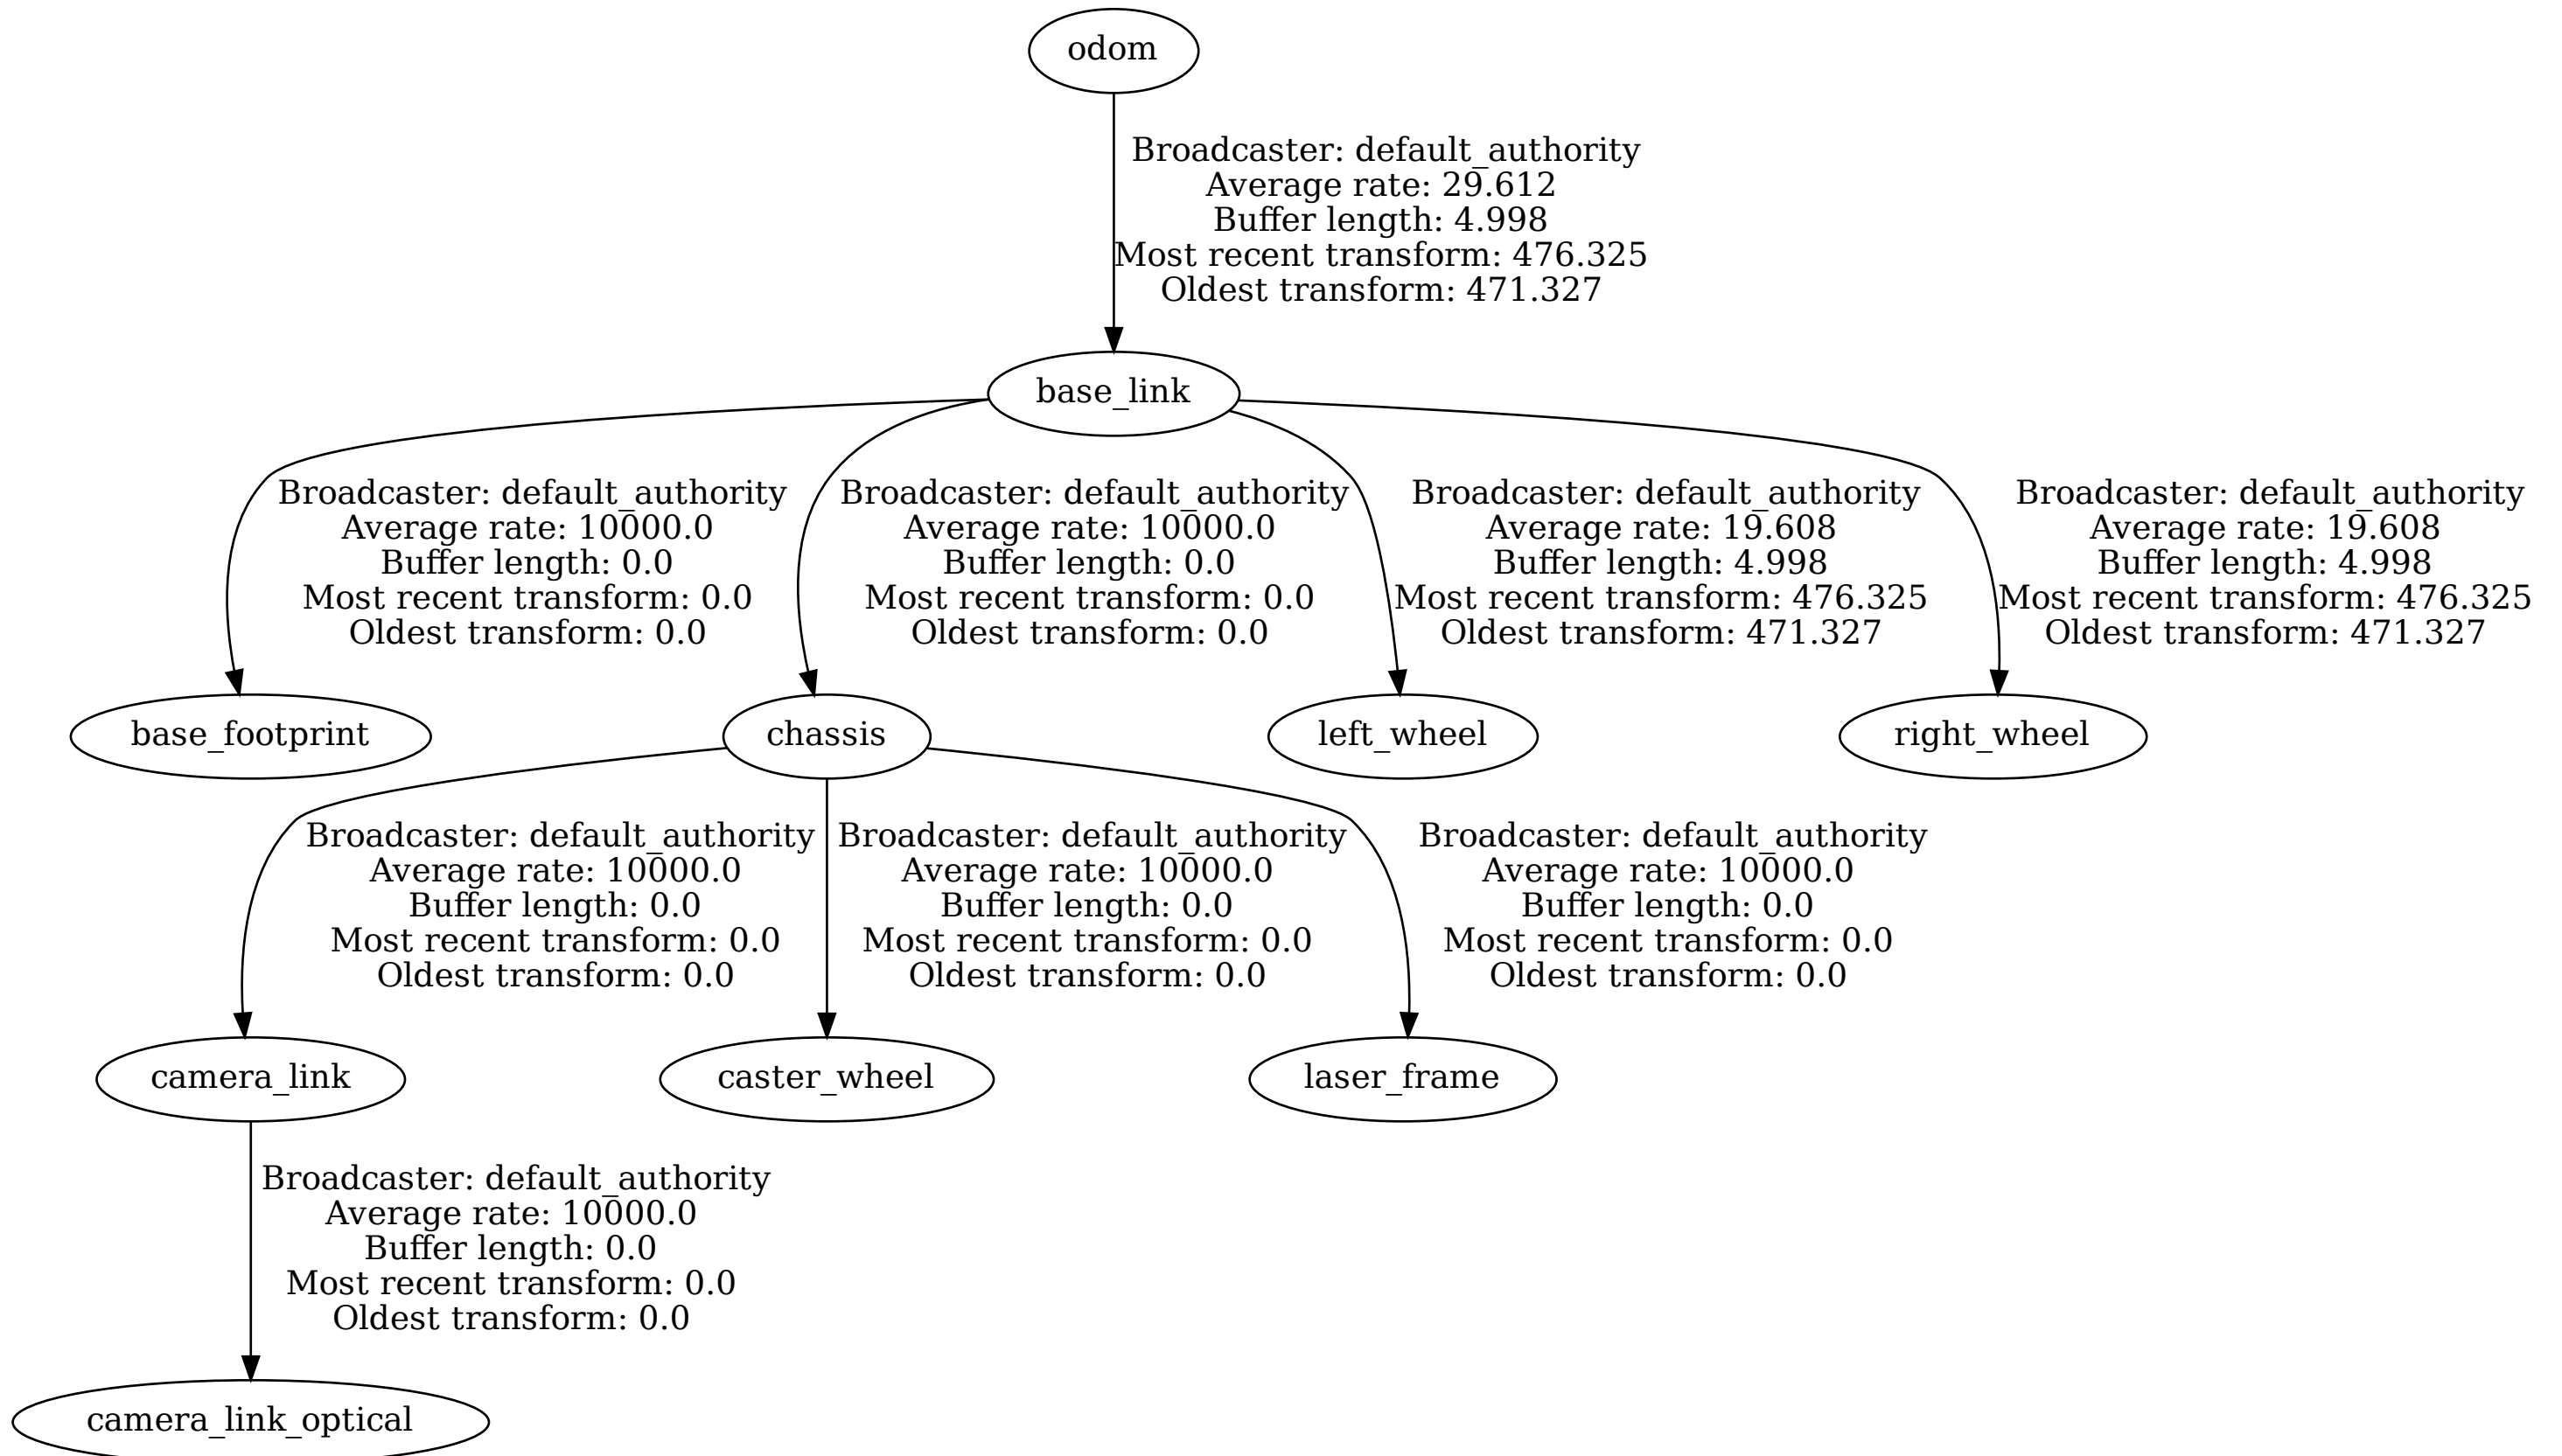 odom
Broadcaster: default_authority
Average rate: 29.612
Buffer length: 4.998
Most recent transform: 476.325
Oldest transform: 471.327
base_link
Broadcaster: default_authority
Average rate: 10000.0
Buffer length: 0.0
Most recent transform: 0.0
Oldest transform: 0.0
Broadcaster: default_authority
Average rate: 10000.0
Buffer length: 0.0
Most recent transform: 0.0
Oldest transform: 0.0
Broadcaster: default_authority
Average rate: 19.608
Buffer length: 4.998
Most recent transform: 476.325
Oldest transform: 471.327
Broadcaster: default_authority
Average rate: 19.608
Buffer length: 4.998
Most recent transform: 476.325
Oldest transform: 471.327
base_footprint
chassis
left_wheel
right_wheel
Broadcaster: default_authority
Average rate: 10000.0
Buffer length: 0.0
Most recent transform: 0.0
Oldest transform: 0.0
Broadcaster: default_authority
Average rate: 10000.0
Buffer length: 0.0
Most recent transform: 0.0
Oldest transform: 0.0
Broadcaster: default_authority
Average rate: 10000.0
Buffer length: 0.0
Most recent transform: 0.0
Oldest transform: 0.0
camera_link
caster_wheel
laser_frame
Broadcaster: default_authority
Average rate: 10000.0
Buffer length: 0.0
Most recent transform: 0.0
Oldest transform: 0.0
camera_link_optical